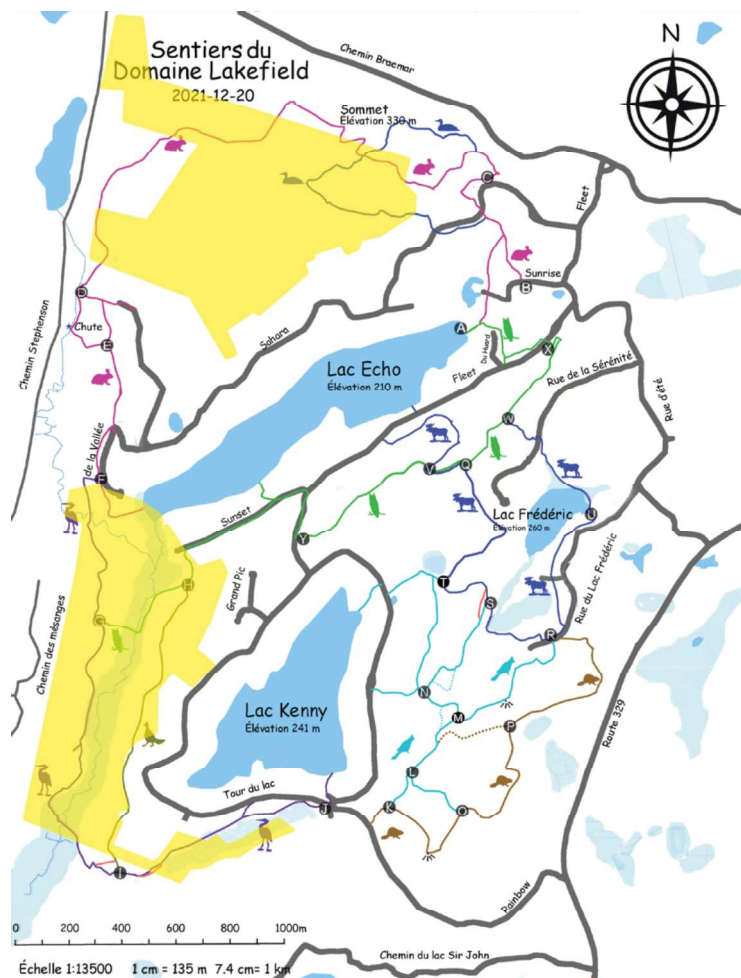 Sentiers du
Domaine Lakefield
2021-12-20
N
Chemin Braemar
Sommet
Élévation 330 m
C
Fleet
Sunrise
B
D
Chute
E
Chemin Stephenson
Sahara
A
Du Huard
X
Lac Echo
Élévation 210 m
Fleet
Rue de la Sérénité
Rue d'été
W
de la Vallée
F
V
Q
Sunset
Lac Frédéric
Élévation 260 m
U
Y
H
Grand Pic
T
S
Rue du Lac Frédéric
R
G
Chemin des mésanges
N
M
P
Lac Kenny
Élévation 241 m
Route 329
L
Tour du lac
J
K
O
I
Rainbow
0 200 400 600 1000m
Chemin du lac Sir John
Échelle 1:13500 1 cm = 135 m 7.4 cm= 1 km